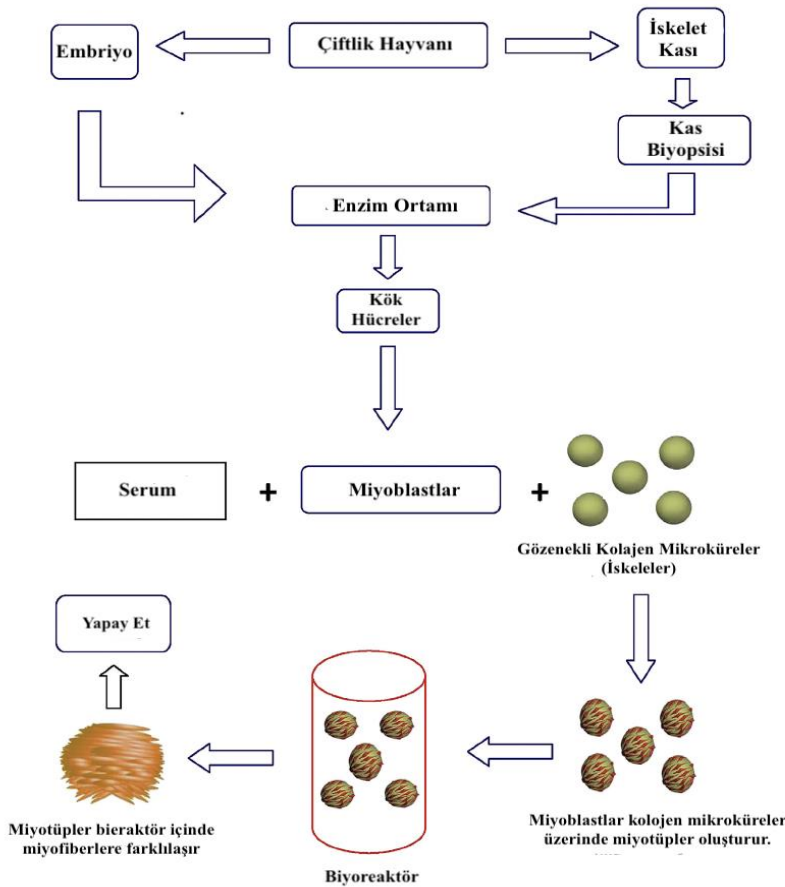 Embriyo
Çiftlik Hayvanı
İskelet
Kası
Kas
Biyopsisi
Enzim Ortamı
Kök
Hücreler
Serum
+
Miyoblastlar
+
Gözenekli Kolajen Mikroküreler
(İskeleler)
Yapay Et
Miyoblastlar kolojen mikroküreler
üzerinde miyotüpler oluşturur.
Miyotüpler bieraktör içinde
miyofiberlere farklılaşır
Biyoreaktör